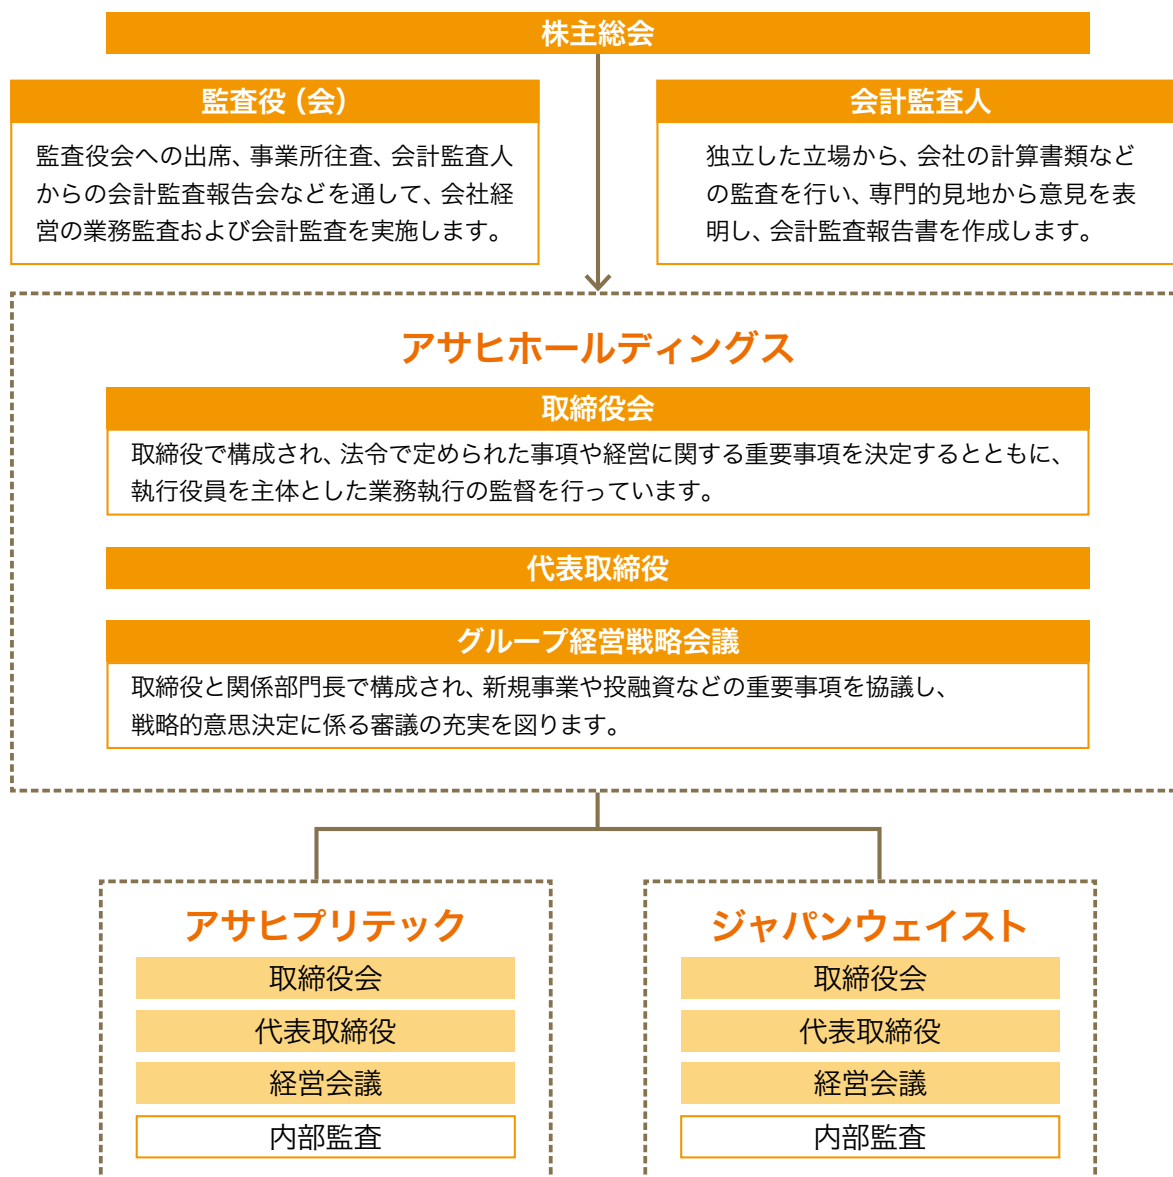 株主総会
監査役（会）
監査役会への出席、事業所往査、会計監査人
からの会計監査報告会などを通して、会社経
営の業務監査および会計監査を実施します。
会計監査人
独立した立場から、会社の計算書類など
の監査を行い、専門的見地から意見を表
明し、会計監査報告書を作成します。
アサヒホールディングス
取締役会
取締役で構成され、法令で定められた事項や経営に関する重要事項を決定するとともに、
執行役員を主体とした業務執行の監督を行っています。
代表取締役
グループ経営戦略会議
取締役と関係部門長で構成され、新規事業や投融資などの重要事項を協議し、
戦略的意思決定に係る審議の充実を図ります。
アサヒプリテック
取締役会
代表取締役
経営会議
内部監査
ジャパンウェイスト
取締役会
代表取締役
経営会議
内部監査